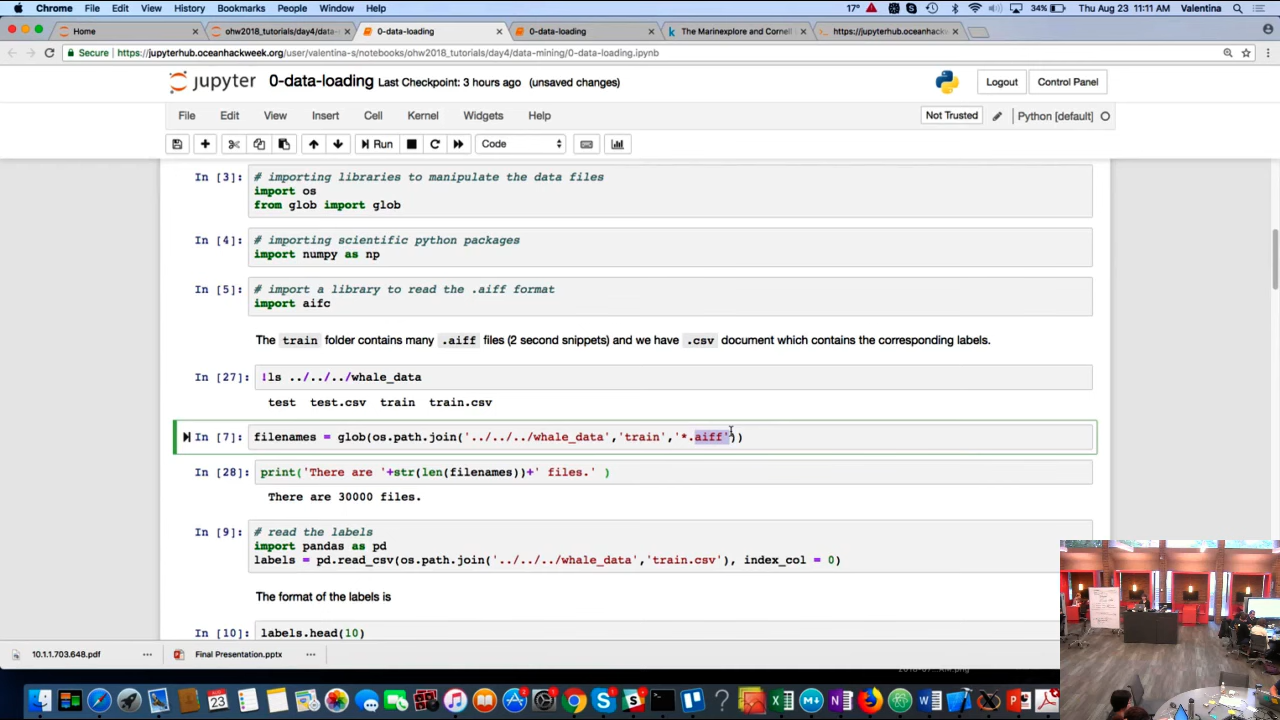 Chrome File Edit View History Bookmarks People Window Help 17° 34% Thu Aug 23 11:11 AM Valentina
Home ohw2018_tutorials/day4/data- 0-data-loading 0-data-loading The Marinexplore and Cornell https://jupyterhub.oceanhackwee
Secure https://jupyterhub.oceanhackweek.org/user/valentina-s/notebooks/ohw2018_tutorials/day4/data-mining/0-data-loading.ipynb
jupyter 0-data-loading Last Checkpoint: 3 hours ago (unsaved changes) Logout Control Panel
File Edit View Insert Cell Kernel Widgets Help Not Trusted Python [default]
Run Code
In [3]: # importing libraries to manipulate the data files
import os
from glob import glob
In [4]: # importing scientific python packages
import numpy as np
In [5]: # import a library to read the .aiff format
import aifc
The train folder contains many .aiff files (2 second snippets) and we have .csv document which contains the corresponding labels.
In [27]: !ls ../../../whale_data
test test.csv train train.csv
In [7]: filenames = glob(os.path.join('../../../whale_data','train','*.aiff'))
In [28]: print('There are '+str(len(filenames))+' files.' )
There are 30000 files.
In [9]: # read the labels
import pandas as pd
labels = pd.read_csv(os.path.join('../../../whale_data','train.csv'), index_col = 0)
The format of the labels is
In [10]: labels.head(10)
10.1.1.703.648.pdf Final Presentation.pptx